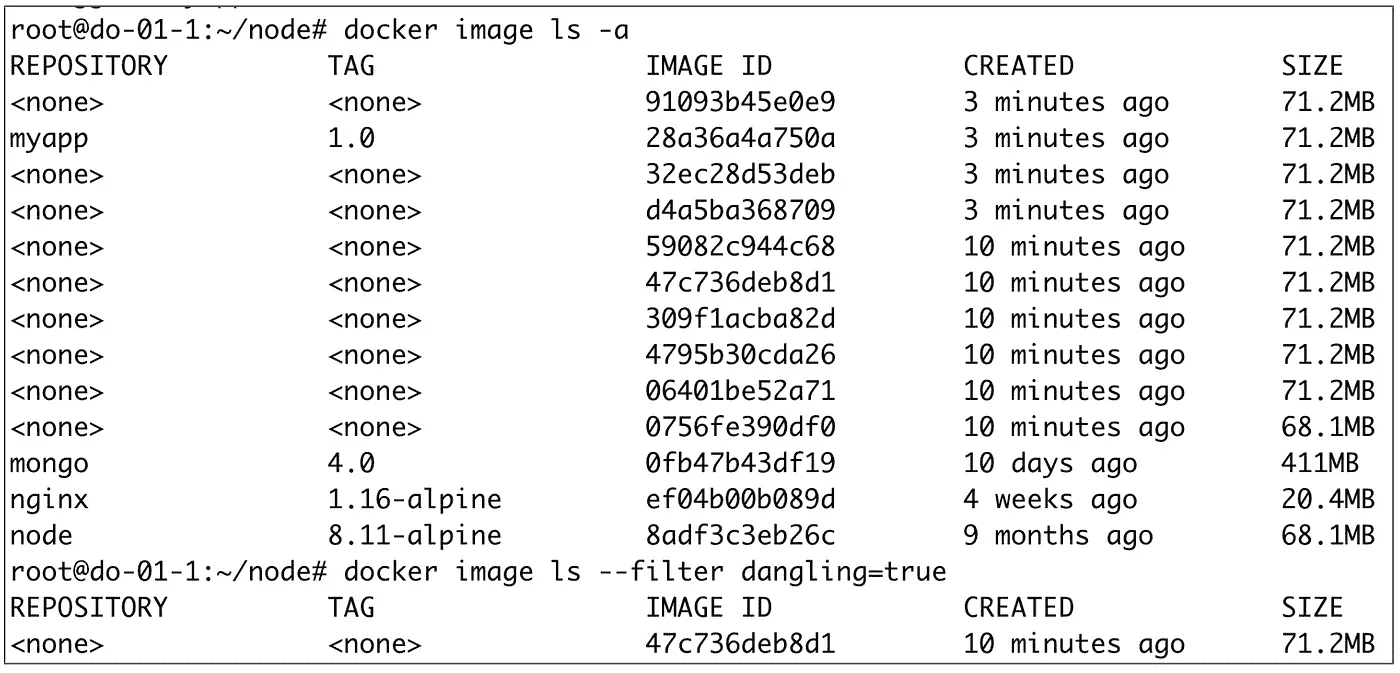 root@do-01-1:~/node# docker image ls -a
REPOSITORY TAG IMAGE ID CREATED SIZE
<none> <none> 91093b45e0e9 3 minutes ago 71.2MB
myapp 1.0 28a36a4a750a 3 minutes ago 71.2MB
<none> <none> 32ec28d53deb 3 minutes ago 71.2MB
<none> <none> d4a5ba368709 3 minutes ago 71.2MB
<none> <none> 59082c944c68 10 minutes ago 71.2MB
<none> <none> 47c736deb8d1 10 minutes ago 71.2MB
<none> <none> 309f1acba82d 10 minutes ago 71.2MB
<none> <none> 4795b30cda26 10 minutes ago 71.2MB
<none> <none> 06401be52a71 10 minutes ago 71.2MB
<none> <none> 0756fe390df0 10 minutes ago 68.1MB
mongo 4.0 0fb47b43df19 10 days ago 411MB
nginx 1.16-alpine ef04b00b089d 4 weeks ago 20.4MB
node 8.11-alpine 8adf3c3eb26c 9 months ago 68.1MB
root@do-01-1:~/node# docker image ls --filter dangling=true
REPOSITORY TAG IMAGE ID CREATED SIZE
<none> <none> 47c736deb8d1 10 minutes ago 71.2MB